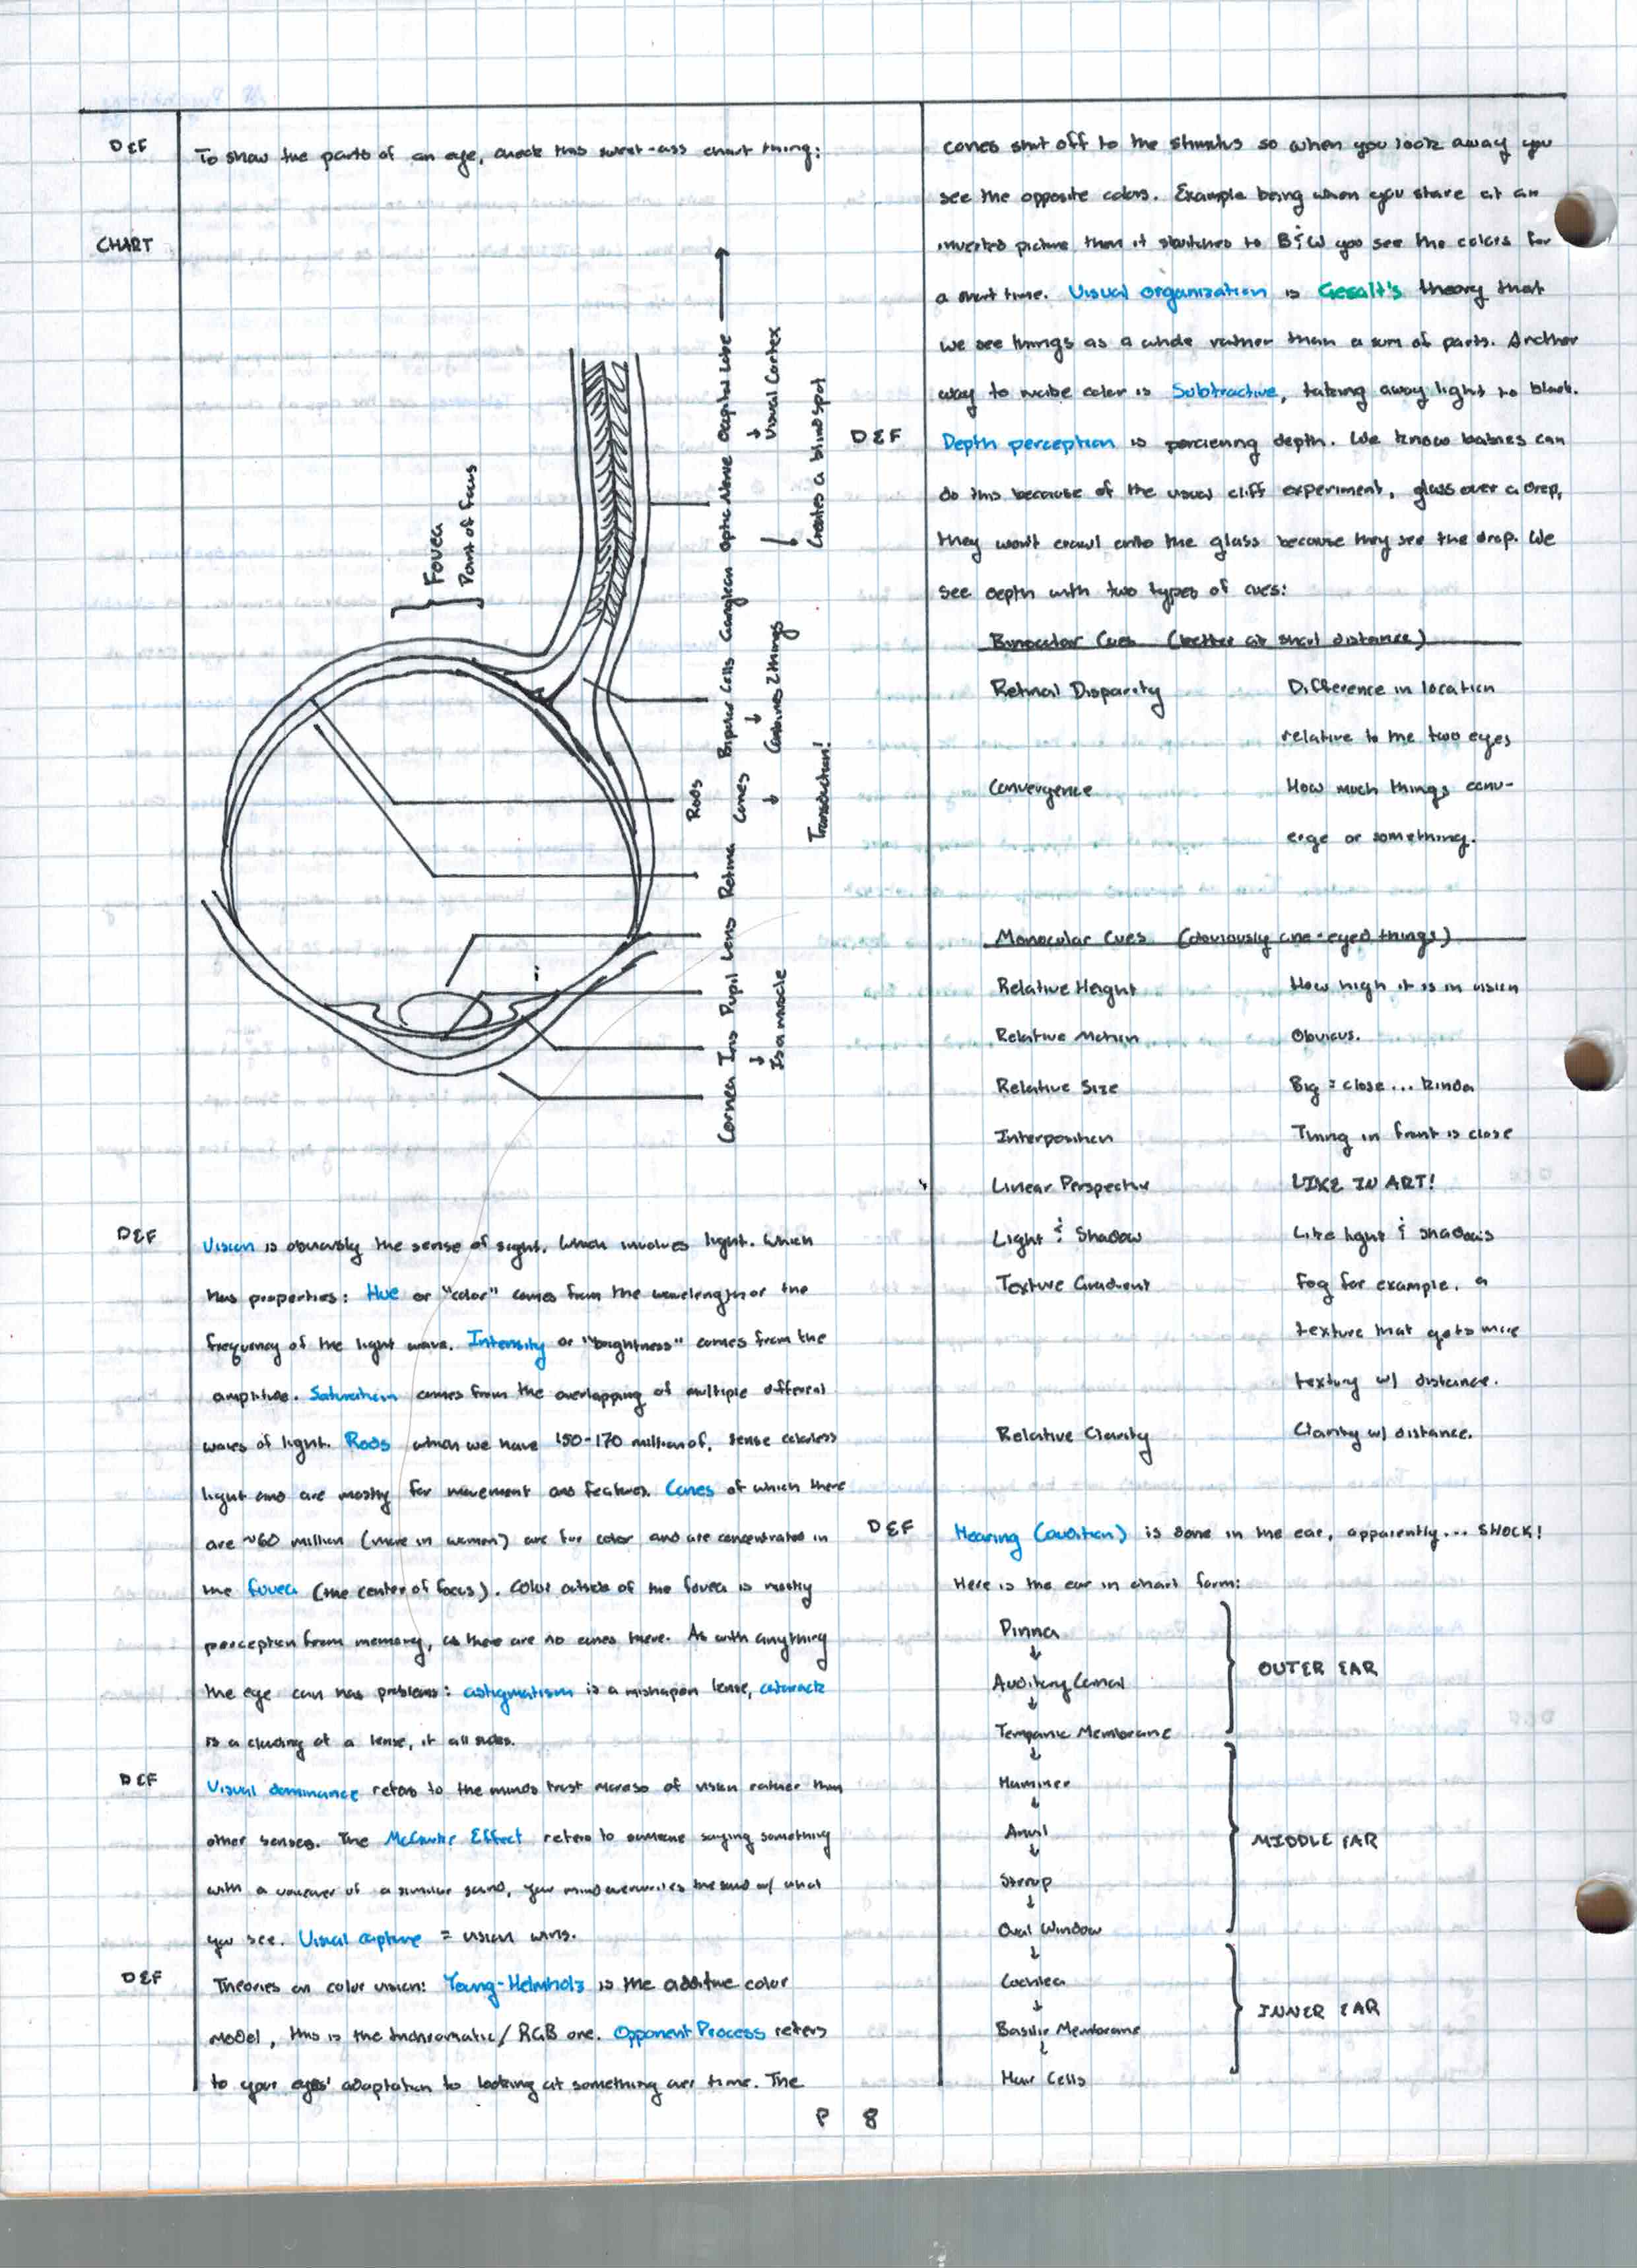 DEF
To show the parts of an eye, check this sweet-ass chart thing:
CHART
Fovea
Point of focus
Cornea Iris Pupil Lens Retina Rods Cones Bipolar Cells Ganglion Optic Nerve Occipital Lobe
↓ Is a muscle
↓ Transduction!
↓ Combines 2 things
↓ Creates a blind spot
↓ Visual Cortex
DEF
Vision is obviously the sense of sight. Which involves light. Which
has properties: Hue or "color" comes from the wavelength or the
frequency of the light wave. Intensity or "brightness" comes from the
amplitude. Saturation comes from the overlapping of multiple different
waves of light. Rods which we have 150-170 million of, sense colorless
light and are mostly for movement and features. Cones of which there
are ~60 million (more in women) are for color and are concentrated in
the fovea (the center of focus). Color outside of the fovea is mostly
perception from memory, as there are no cones there. As with anything
the eye can has problems: astigmatism is a mishapen lense, catarack
is a clouding of a lense, it all sucks.
DEF
Visual dominance refers to the minds trust moreso of vision rather than
other senses. The McGurke Effect refers to someone saying something
with a voiceover of a similar sound, your mind overwrites the sound w/ what
you see. Visual capture = vision wins.
DEF
Theories on color vision: Young-Helmholz is the additive color
model, this is the trichromatic/RGB one. Opponent Process refers
to your eyes' adaptation to looking at something over time. The
cones shut off to the stimulus so when you look away you
see the opposite colors. Example being when you stare at an
inverted picture then it switches to B&W you see the colors for
a short time. Visual organization is Gesalt's theory that
we see things as a whole rather than a sum of parts. Another
way to make color is Subtractive, taking away light to black.
DEF
Depth perception is percieving depth. We know babies can
do this because of the visual cliff experiment, glass over a drop,
they won't crawl onto the glass because they see the drop. We
see depth with two types of cues:
Binocular Cues (better at short distance)
Retinal Disparity Difference in location
relative to the two eyes
Convergence How much things conv-
erge or something.
Monocular Cues (obviously one-eyed things)
Relative Height How high it is in vision
Relative Motion Obvious.
Relative Size Big = close... kinda
Interposition Thing in front is close
Linear Perspective LIKE IN ART!
Light & Shadow Like light & shadows
Texture Gradient Fog for example. a
texture that gets more
textury w/ distance.
Relative Clarity Clarity w/ distance.
DEF
Hearing (audition) is done in the ear, apparently... SHOCK!
Here is the ear in chart form:
Pinna
↓
Auditory Canal
↓
OUTER EAR
Tempanic Membrane
↓
Hammer
↓
Anvil
↓
MIDDLE EAR
Stirrup
↓
Oval Window
↓
Cochlea
↓
INNER EAR
Basilir Membrane
↓
Hair Cells
P 8